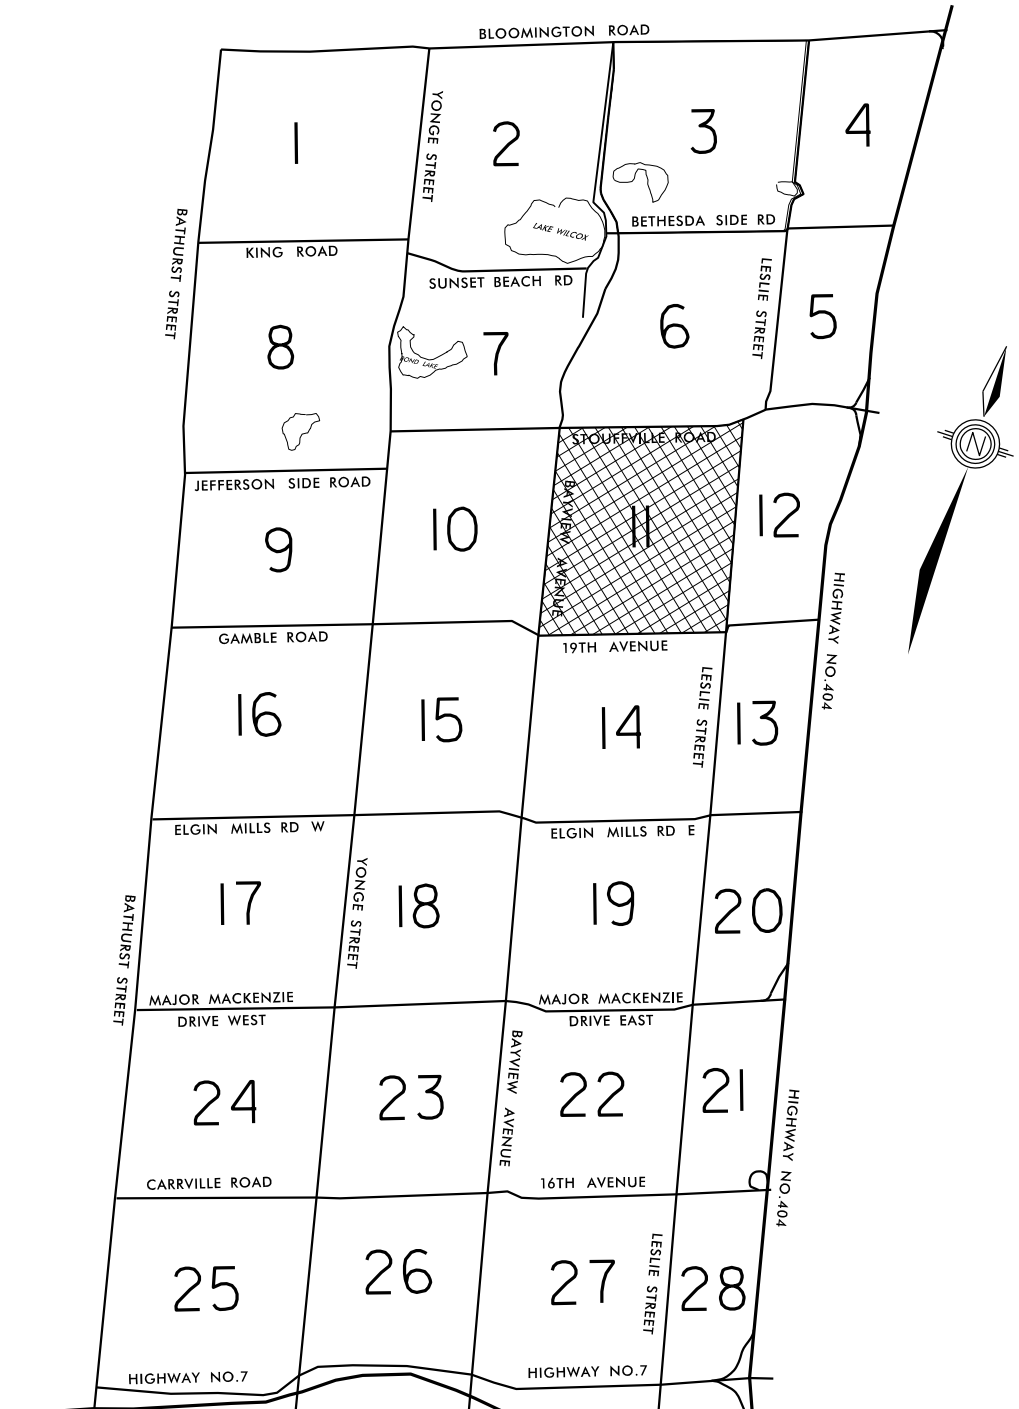 BLOOMINGTON ROAD
1
YONGE STREET
2
3
4
LAKE WILCOX
BETHESDA SIDE RD
BATHURST STREET
KING ROAD
SUNSET BEACH RD
LESLIE STREET
8
POND LAKE
7
6
5
STOUFFVILLE ROAD
JEFFERSON SIDE ROAD
9
10
BAYVIEW AVENUE
11
12
N
GAMBLE ROAD
19TH AVENUE
HIGHWAY NO.404
16
15
14
LESLIE STREET
13
ELGIN MILLS RD W
ELGIN MILLS RD E
BATHURST STREET
17
YONGE STREET
18
19
20
MAJOR MACKENZIE
DRIVE WEST
MAJOR MACKENZIE
DRIVE EAST
24
23
BAYVIEW AVENUE
22
21
HIGHWAY NO.404
CARRVILLE ROAD
16TH AVENUE
25
26
27
LESLIE STREET
28
HIGHWAY NO.7
HIGHWAY NO.7